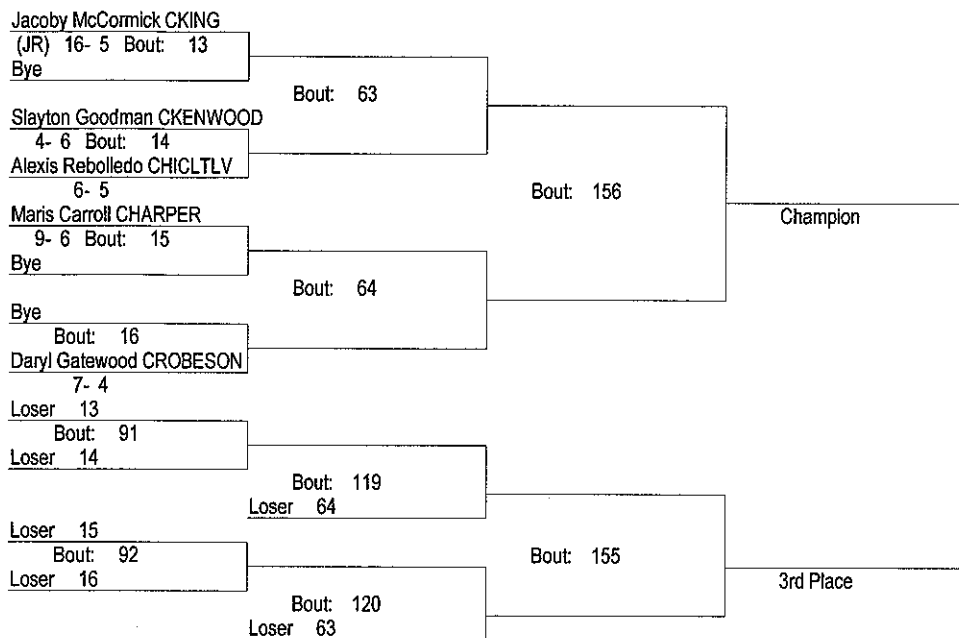 Jacoby McCormick CKING
(JR) 16- 5 Bout: 13
Bye
Bout: 63
Slayton Goodman CKENWOOD
4- 6 Bout: 14
Alexis Rebolledo CHICLTLV
6- 5
Bout: 156
Champion
Maris Carroll CHARPER
9- 6 Bout: 15
Bye
Bout: 64
Bye
Bout: 16
Daryl Gatewood CROBESON
7- 4
Loser 13
Bout: 91
Loser 14
Bout: 119
Loser 64
Loser 15
Bout: 92
Loser 16
Bout: 155
3rd Place
Bout: 120
Loser 63